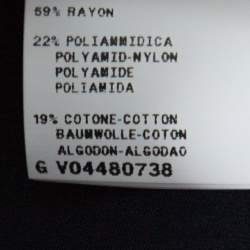 59% RAYON
22% POLIAMMIDICA
POLYAMID-NYLON
POLYAMIDE
POLIAMIDA
19% COTONE-COTTON
BAUMWOLLE-COTON
ALGODON-ALGODAO
G V04480738